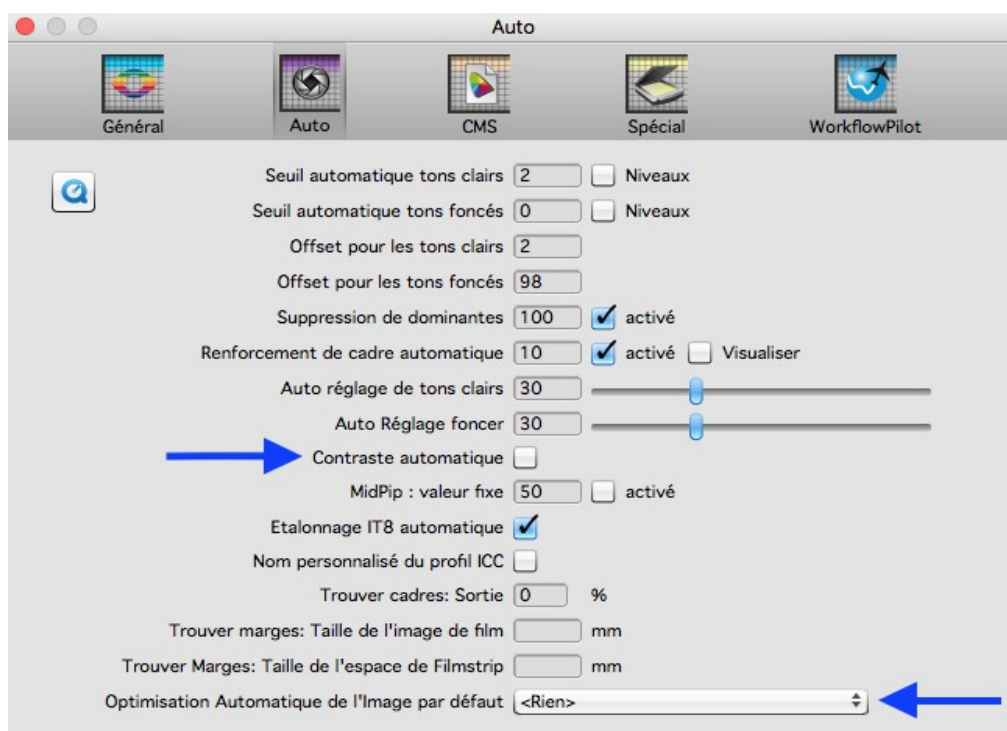 Auto
Général Auto CMS Spécial WorkflowPilot
Seuil automatique tons clairs 2 Niveaux
Seuil automatique tons foncés 0 Niveaux
Offset pour les tons clairs 2
Offset pour les tons foncés 98
Suppression de dominantes 100 activé
Renforcement de cadre automatique 10 activé Visualiser
Auto réglage de tons clairs 30
Auto Réglage foncer 30
Contraste automatique
MidPip : valeur fixe 50 activé
Etalonnage IT8 automatique
Nom personnalisé du profil ICC
Trouver cadres: Sortie 0 %
Trouver marges: Taille de l'image de film mm
Trouver Marges: Taille de l'espace de Filmstrip mm
Optimisation Automatique de l'Image par défaut <Rien>